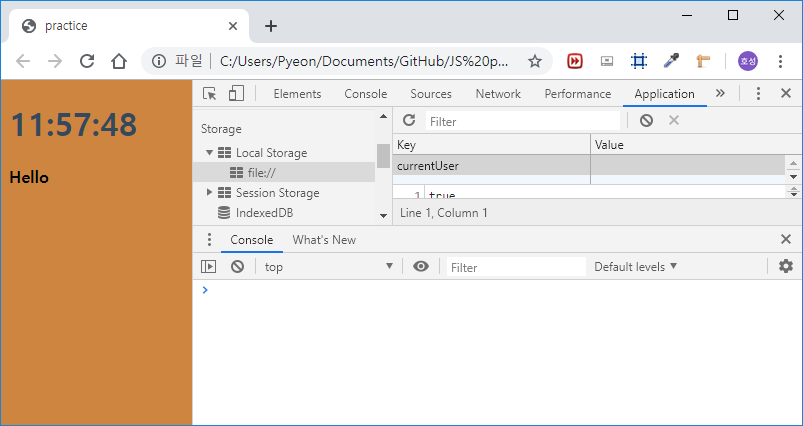 practice
파일 C:/Users/Pyeon/Documents/GitHub/JS%20p... 호성
11:57:48
Hello
Elements Console Sources Network Performance Application
Storage
Local Storage
file://
Session Storage
IndexedDB
Filter
Key Value
currentUser
1 true
Line 1, Column 1
Console What's New
top Filter Default levels